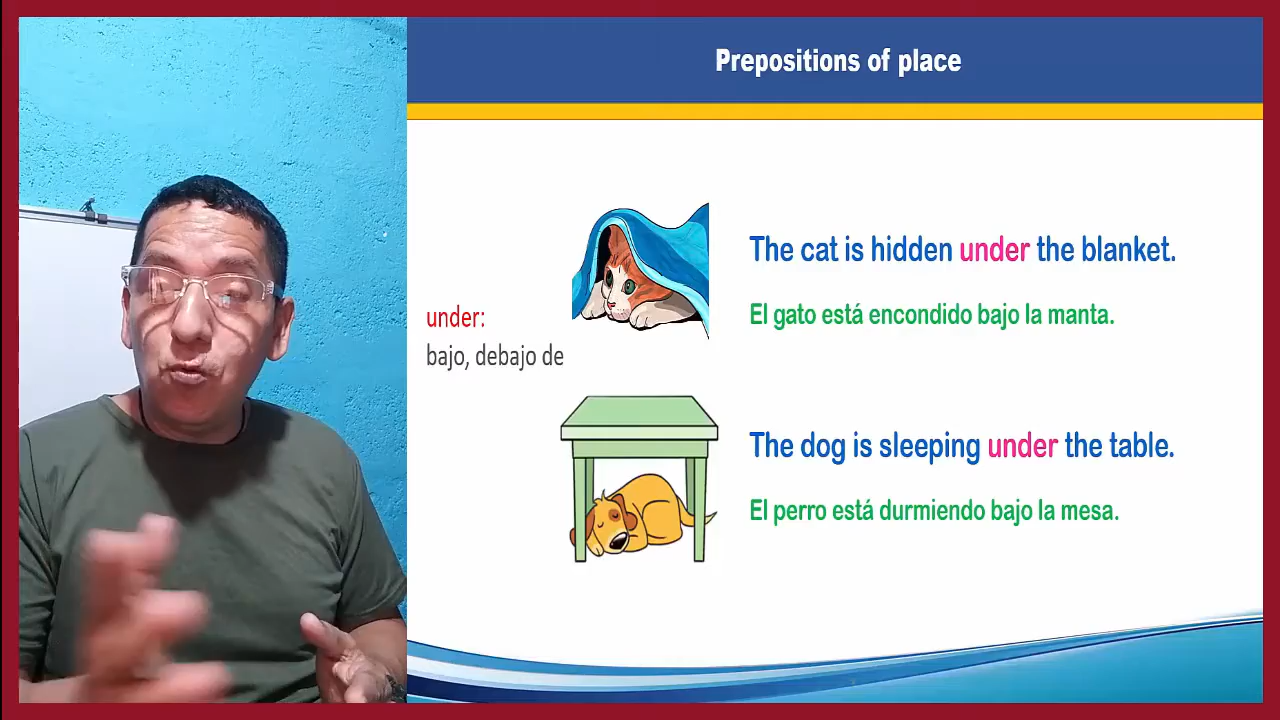 Prepositions of place
The cat is hidden under the blanket.
El gato está encondido bajo la manta.
under:
bajo, debajo de
The dog is sleeping under the table.
El perro está durmiendo bajo la mesa.